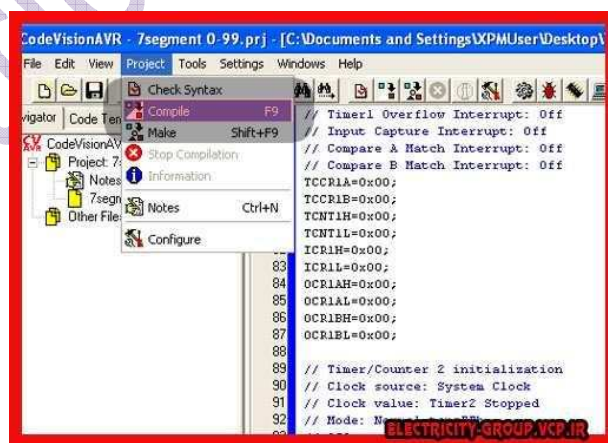 CodeVisionAVR - 7segment 0-99.prj - [C:\Documents and Settings\XPMUser\Desktop\
File Edit View Project Tools Settings Windows Help
Check Syntax
Compile F9
Make Shift+F9
Stop Compilation
Information
Notes Ctrl+N
Configure
vigator Code Tem
CodeVisionAV
Project: 7s
Notes
7segn
Other File
// Timer1 Overflow Interrupt: Off
// Input Capture Interrupt: Off
// Compare A Match Interrupt: Off
// Compare B Match Interrupt: Off
TCCR1A=0x00;
TCCR1B=0x00;
TCNT1H=0x00;
TCNT1L=0x00;
ICR1H=0x00;
83 ICR1L=0x00;
84 OCR1AH=0x00;
85 OCR1AL=0x00;
86 OCR1BH=0x00;
87 OCR1BL=0x00;
88
89 // Timer/Counter 2 initialization
90 // Clock source: System Clock
91 // Clock value: Timer2 Stopped
92 // Mode:
ELECTRICITY-GROUP.VCP.IR